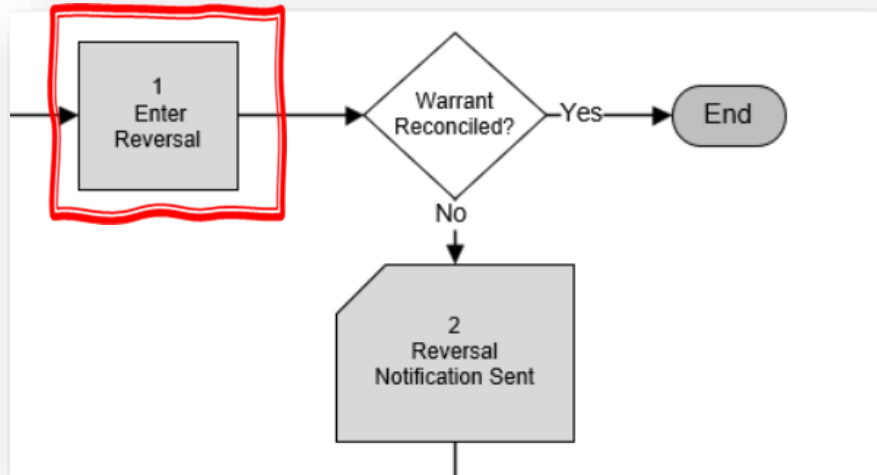 1
Enter
Reversal
Warrant
Reconciled?
Yes
End
No
2
Reversal
Notification Sent